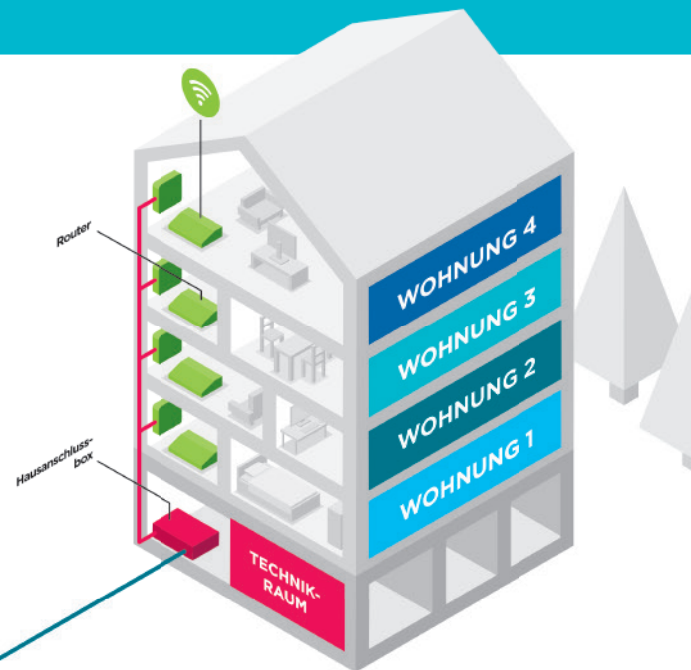 Router
Hausanschluss-
box
WOHNUNG 4
WOHNUNG 3
WOHNUNG 2
WOHNUNG 1
TECHNIK-
RAUM